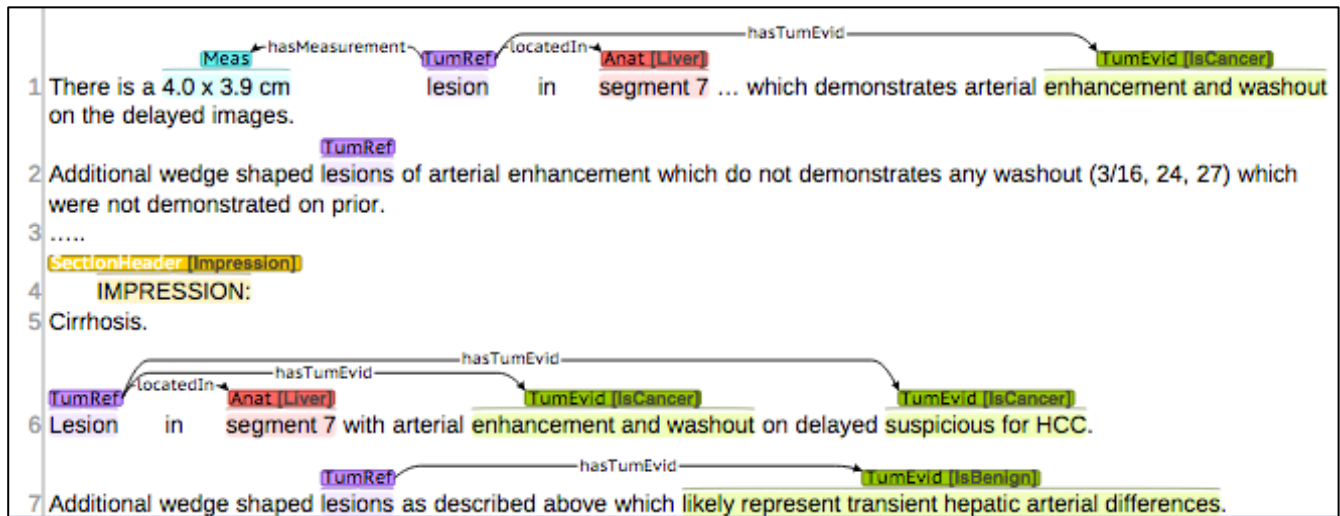 hasTumEvid
hasMeasurement locatedIn
Meas TumRef Anat [Liver] TumEvid [IsCancer]
1 There is a 4.0 x 3.9 cm lesion in segment 7 ... which demonstrates arterial enhancement and washout
on the delayed images.
TumRef
2 Additional wedge shaped lesions of arterial enhancement which do not demonstrates any washout (3/16, 24, 27) which
were not demonstrated on prior.
3 .....
SectionHeader [Impression]
4 IMPRESSION:
5 Cirrhosis.
hasTumEvid
hasTumEvid
locatedIn
TumRef Anat [Liver] TumEvid [IsCancer] TumEvid [IsCancer]
6 Lesion in segment 7 with arterial enhancement and washout on delayed suspicious for HCC.
hasTumEvid
TumRef TumEvid [IsBenign]
7 Additional wedge shaped lesions as described above which likely represent transient hepatic arterial differences.